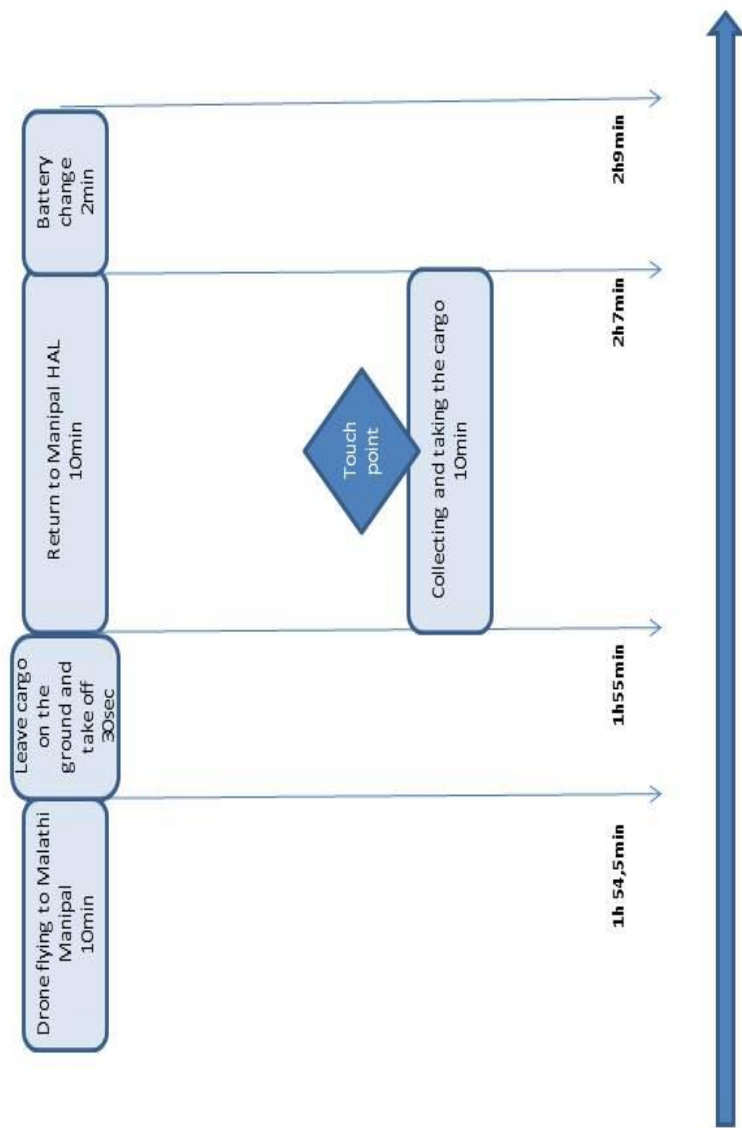 Drone flying to Malathi
Manipal
10min
Leave cargo
on the
ground and
take off
30sec
Return to Manipal HAL
10min
Battery
change
2min
Touch
point
Collecting and taking the cargo
10min
1h 54,5min
1h55min
2h7min
2h9min